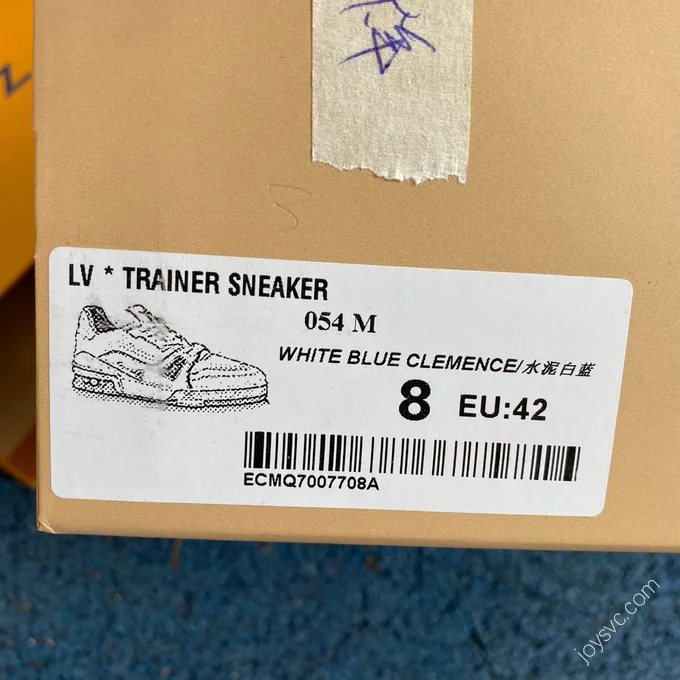 LV * TRAINER SNEAKER
054 M
WHITE BLUE CLEMENCE/水泥白蓝
8 EU:42
ECMQ7007708A
joysvc.com